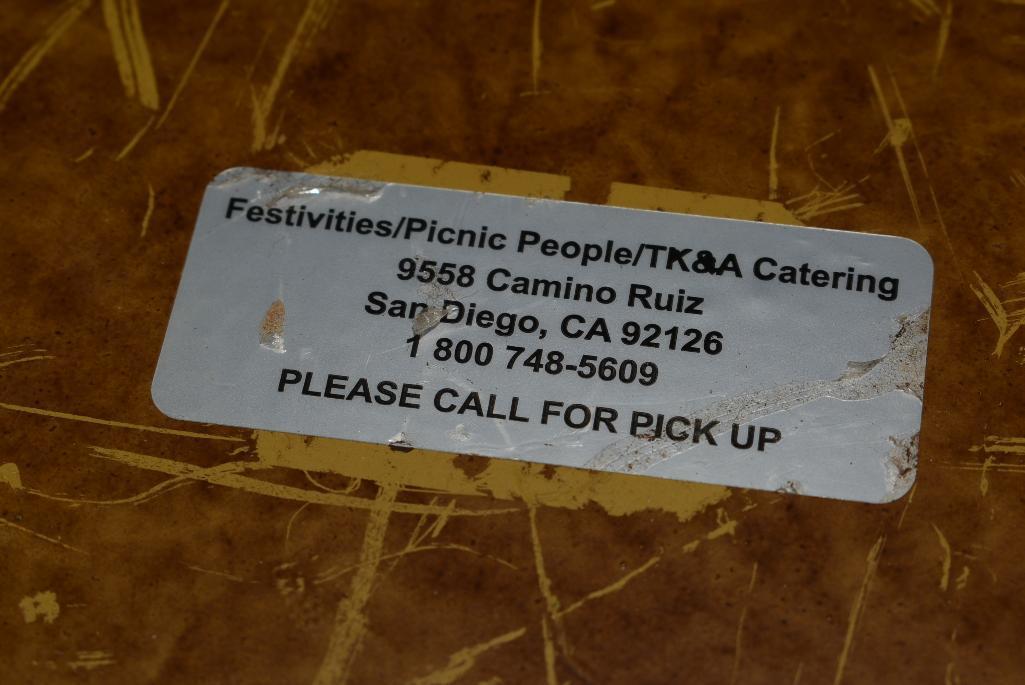 Festivities/Picnic People/TK&A Catering
9558 Camino Ruiz
San Diego, CA 92126
1 800 748-5609
PLEASE CALL FOR PICK UP